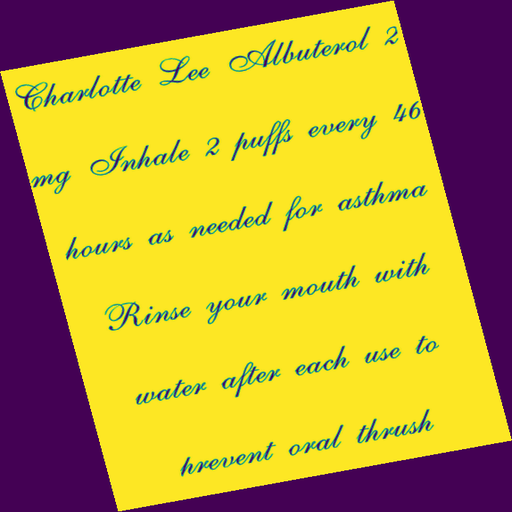 Charlotte Lee Albuterol 2
mg Inhale 2 puffs every 46
hours as needed for asthma
Rinse your mouth with
water after each use to
prevent oral thrush